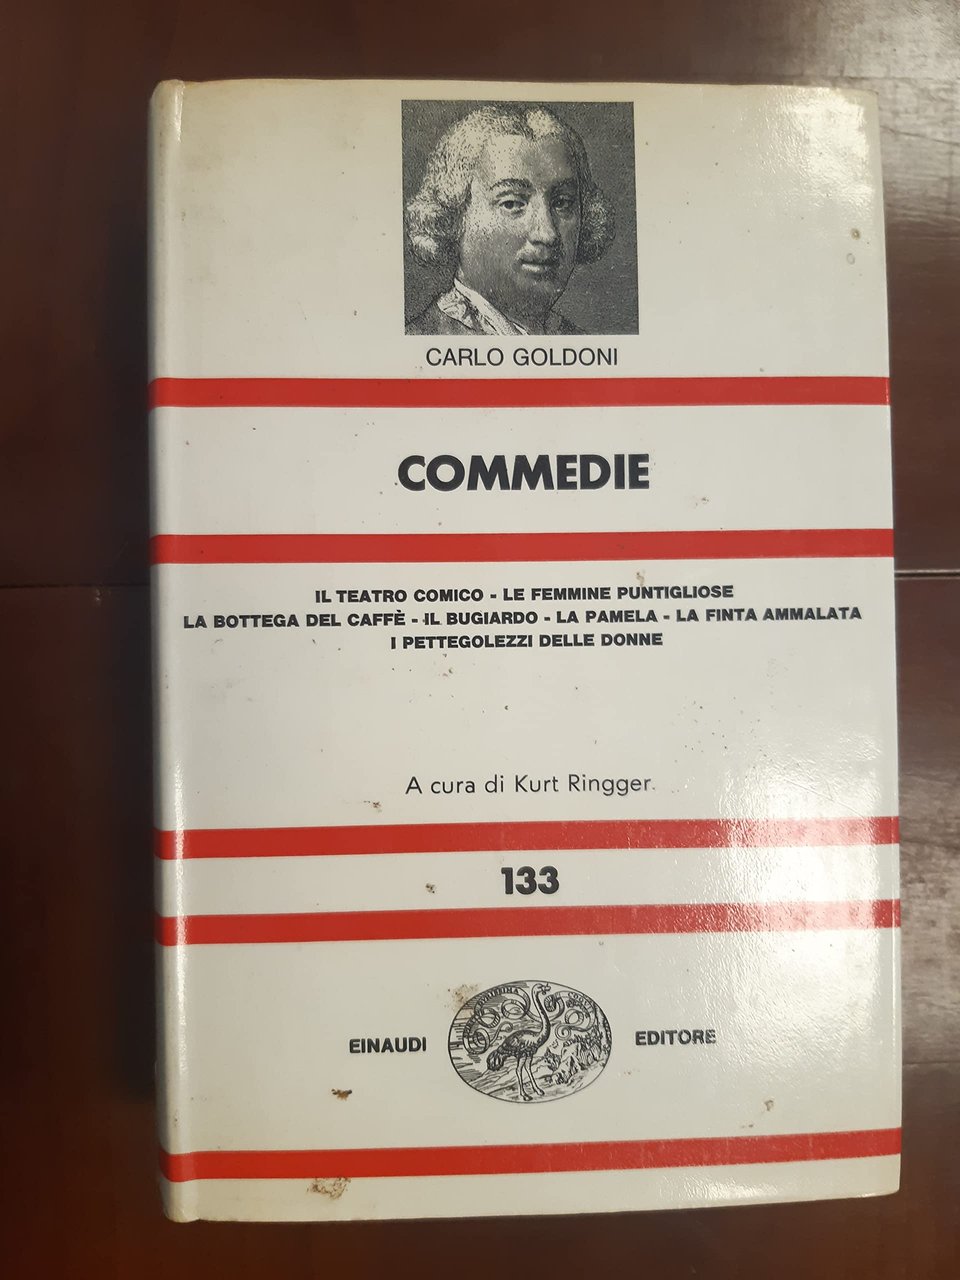 CARLO GOLDONI
COMMEDIE
IL TEATRO COMICO - LE FEMMINE PUNTIGLIOSE
LA BOTTEGA DEL CAFFÈ - IL BUGIARDO - LA PAMELA - LA FINTA AMMALATA
I PETTEGOLEZZI DELLE DONNE
A cura di Kurt Ringger
133
EINAUDI EDITORE